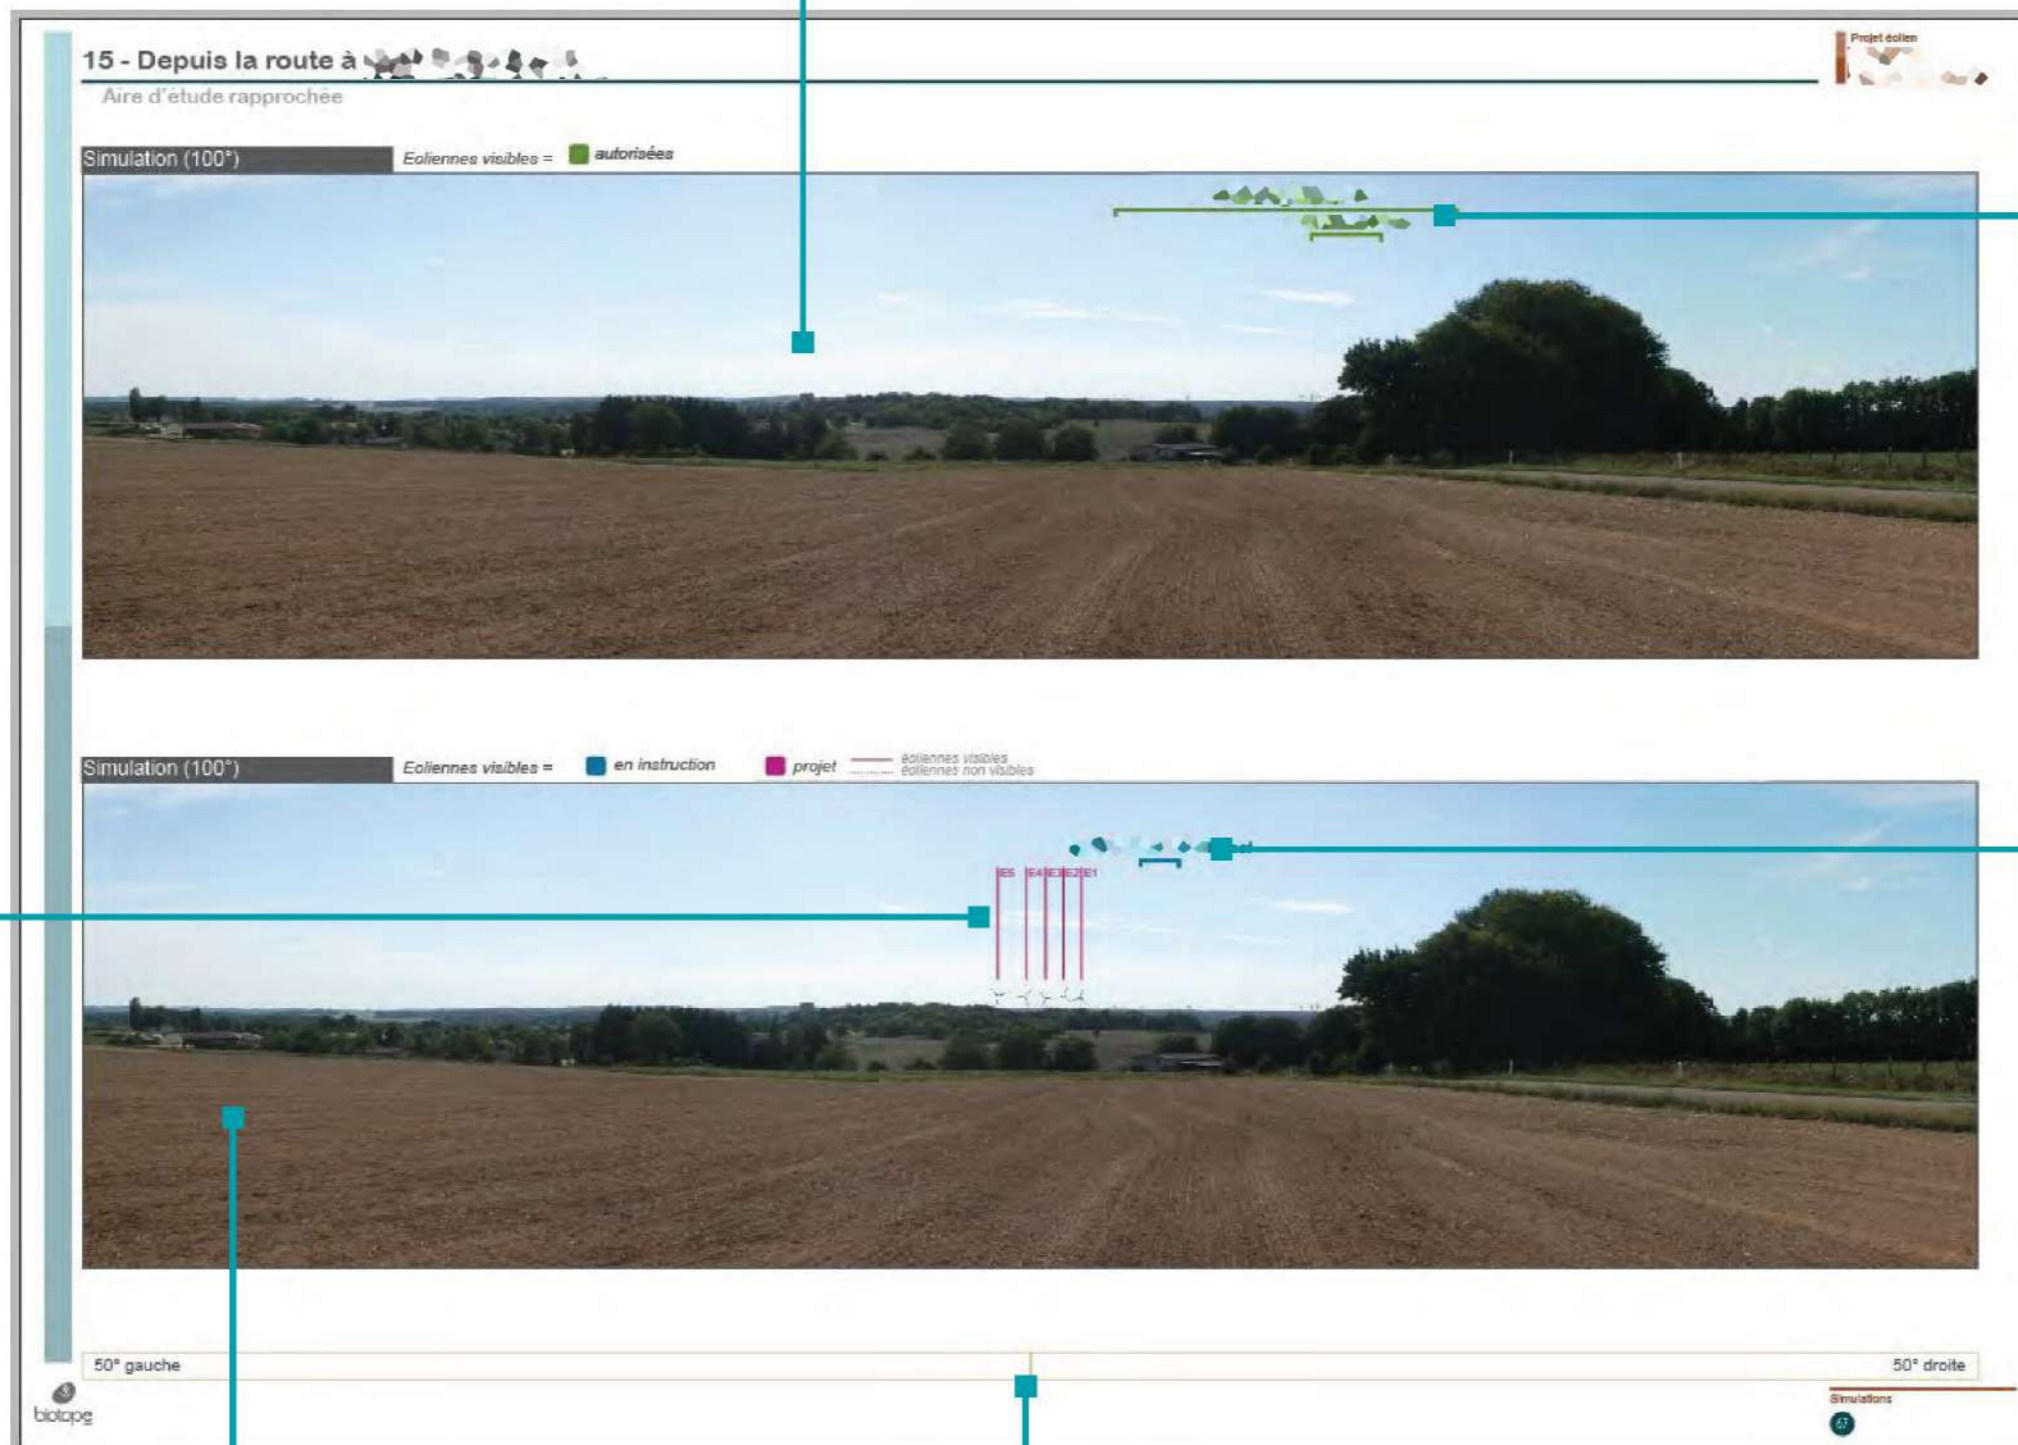 15 - Depuis la route à
Projet éolien
Aire d'étude rapprochée
Simulation (100°)
Eoliennes visibles = autorisées
Simulation (100°)
Eoliennes visibles = en instruction projet éoliennes visibles
éoliennes non visibles
E5 E4 E3 E2 E1
50° gauche
50° droite
biotope
Simulations
67